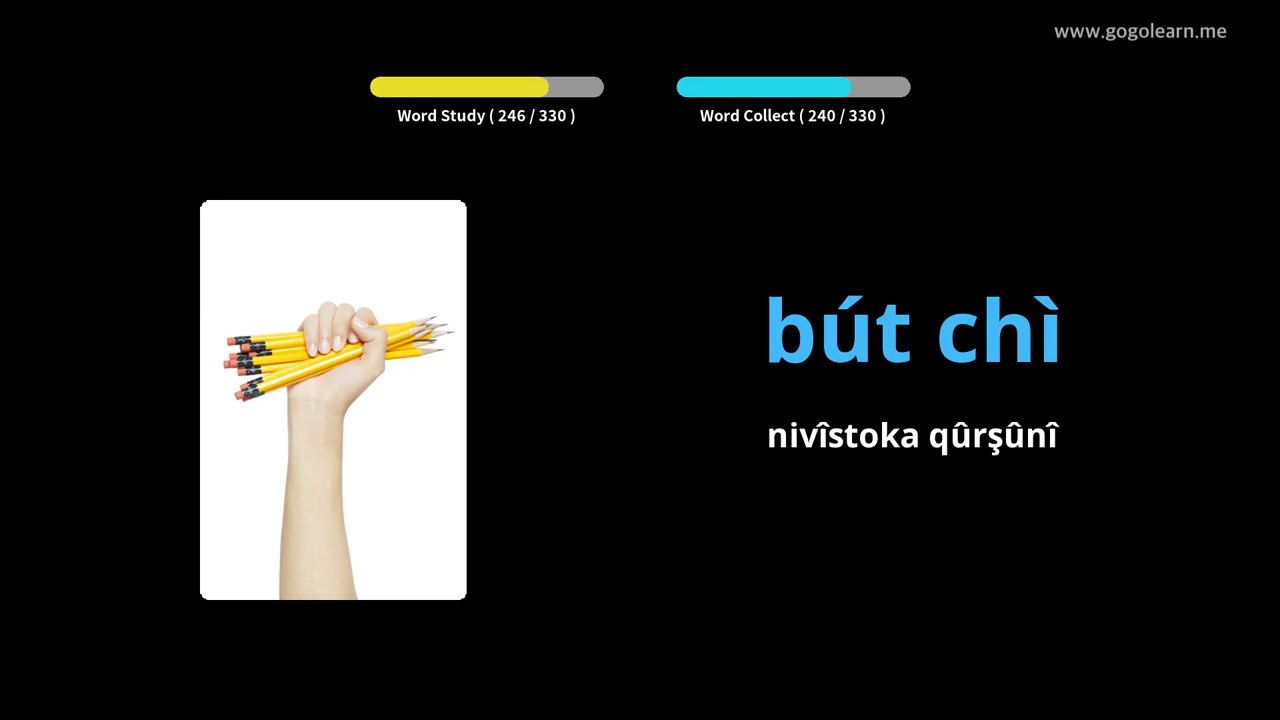 www.gogolearn.me
Word Study ( 246 / 330 )
Word Collect ( 240 / 330 )
bút chì
nivîstoka qûrşûnî